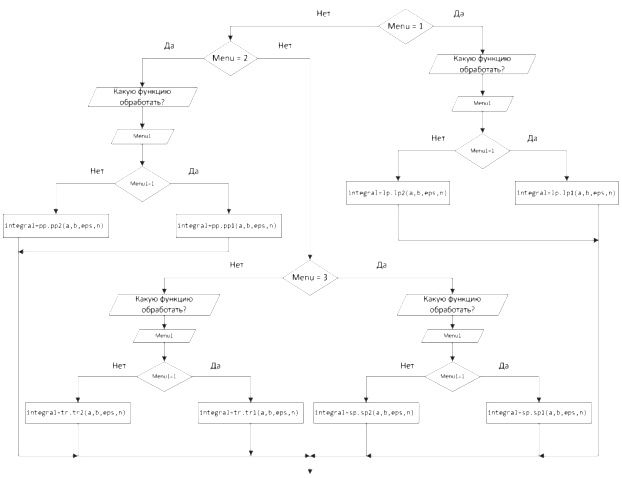 Нет
Да
Menu = 1
Да
Menu = 2
Нет
Какую функцию
обработать?
Какую функцию
обработать?
Menu1
Menu1
Нет
Menu1=1
Да
Нет
Menu1=1
Да
integral=lp.lp2(a,b,eps,n)
integral=lp.lp1(a,b,eps,n)
integral=pp.pp2(a,b,eps,n)
integral=pp.pp1(a,b,eps,n)
Нет
Menu = 3
Да
Какую функцию
обработать?
Какую функцию
обработать?
Menu1
Menu1
Нет
Menu1=1
Да
Нет
Menu1=1
Да
integral=tr.tr2(a,b,eps,n)
integral=tr.tr1(a,b,eps,n)
integral=sp.sp2(a,b,eps,n)
integral=sp.sp1(a,b,eps,n)